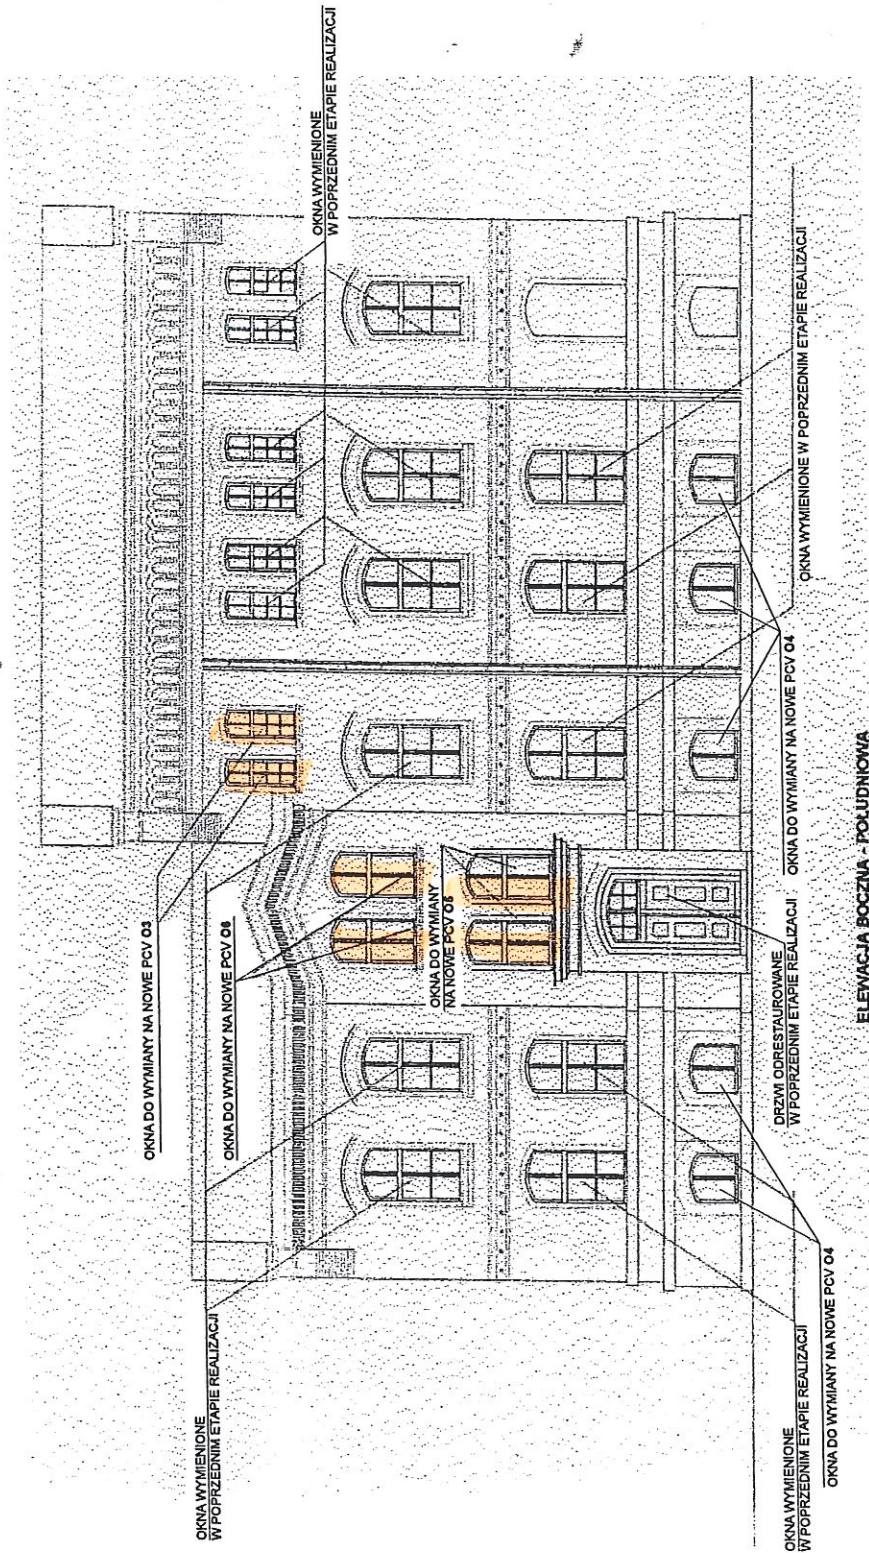 OKNA WYMIENIONE
W POPRZEDNIM ETAPIE REALIZACJI
OKNA DO WYMIANY NA NOWE PCV O3
OKNA DO WYMIANY NA NOWE PCV O6
OKNA WYMIENIONE
W POPRZEDNIM ETAPIE REALIZACJI
OKNA DO WYMIANY
NA NOWE PCV O5
OKNA WYMIENIONE
W POPRZEDNIM ETAPIE REALIZACJI
OKNA DO WYMIANY NA NOWE PCV O4
DRZWI ODRESTAUROWANE
W POPRZEDNIM ETAPIE REALIZACJI
OKNA DO WYMIANY NA NOWE PCV O4
OKNA WYMIENIONE W POPRZEDNIM ETAPIE REALIZACJI
ELEWACJA BOCZNA - POŁUDNIOWA